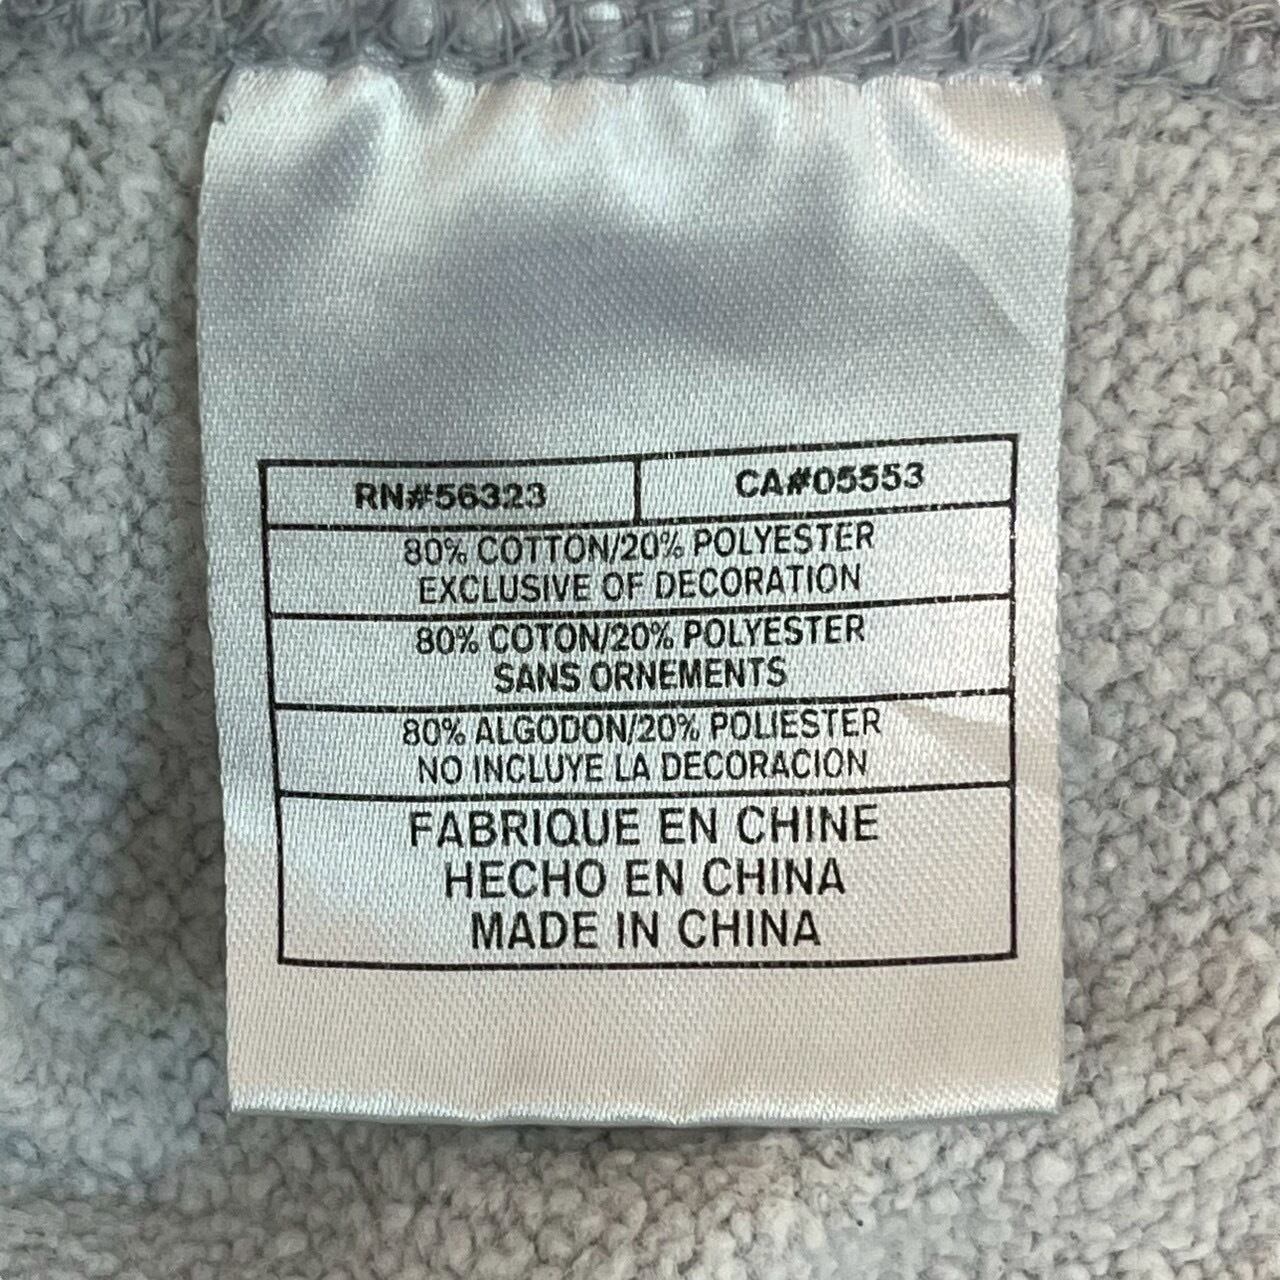 RN#56323 CA#05553
80% COTTON/20% POLYESTER
EXCLUSIVE OF DECORATION
80% COTON/20% POLYESTER
SANS ORNEMENTS
80% ALGODON/20% POLIESTER
NO INCLUYE LA DECORACION
FABRIQUE EN CHINE
HECHO EN CHINA
MADE IN CHINA